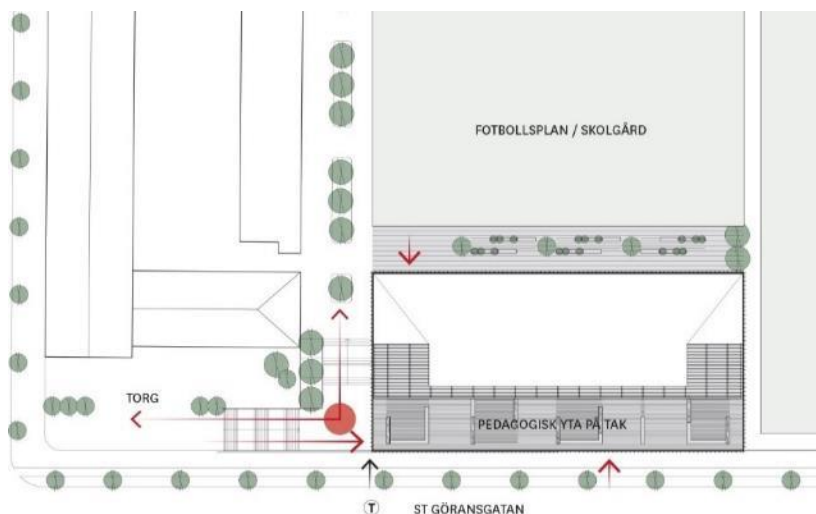 FOTBOLLSPLAN / SKOLGÅRD
TORG
PEDAGOGISK YTA PÅ TAK
T ST GÖRANSGATAN